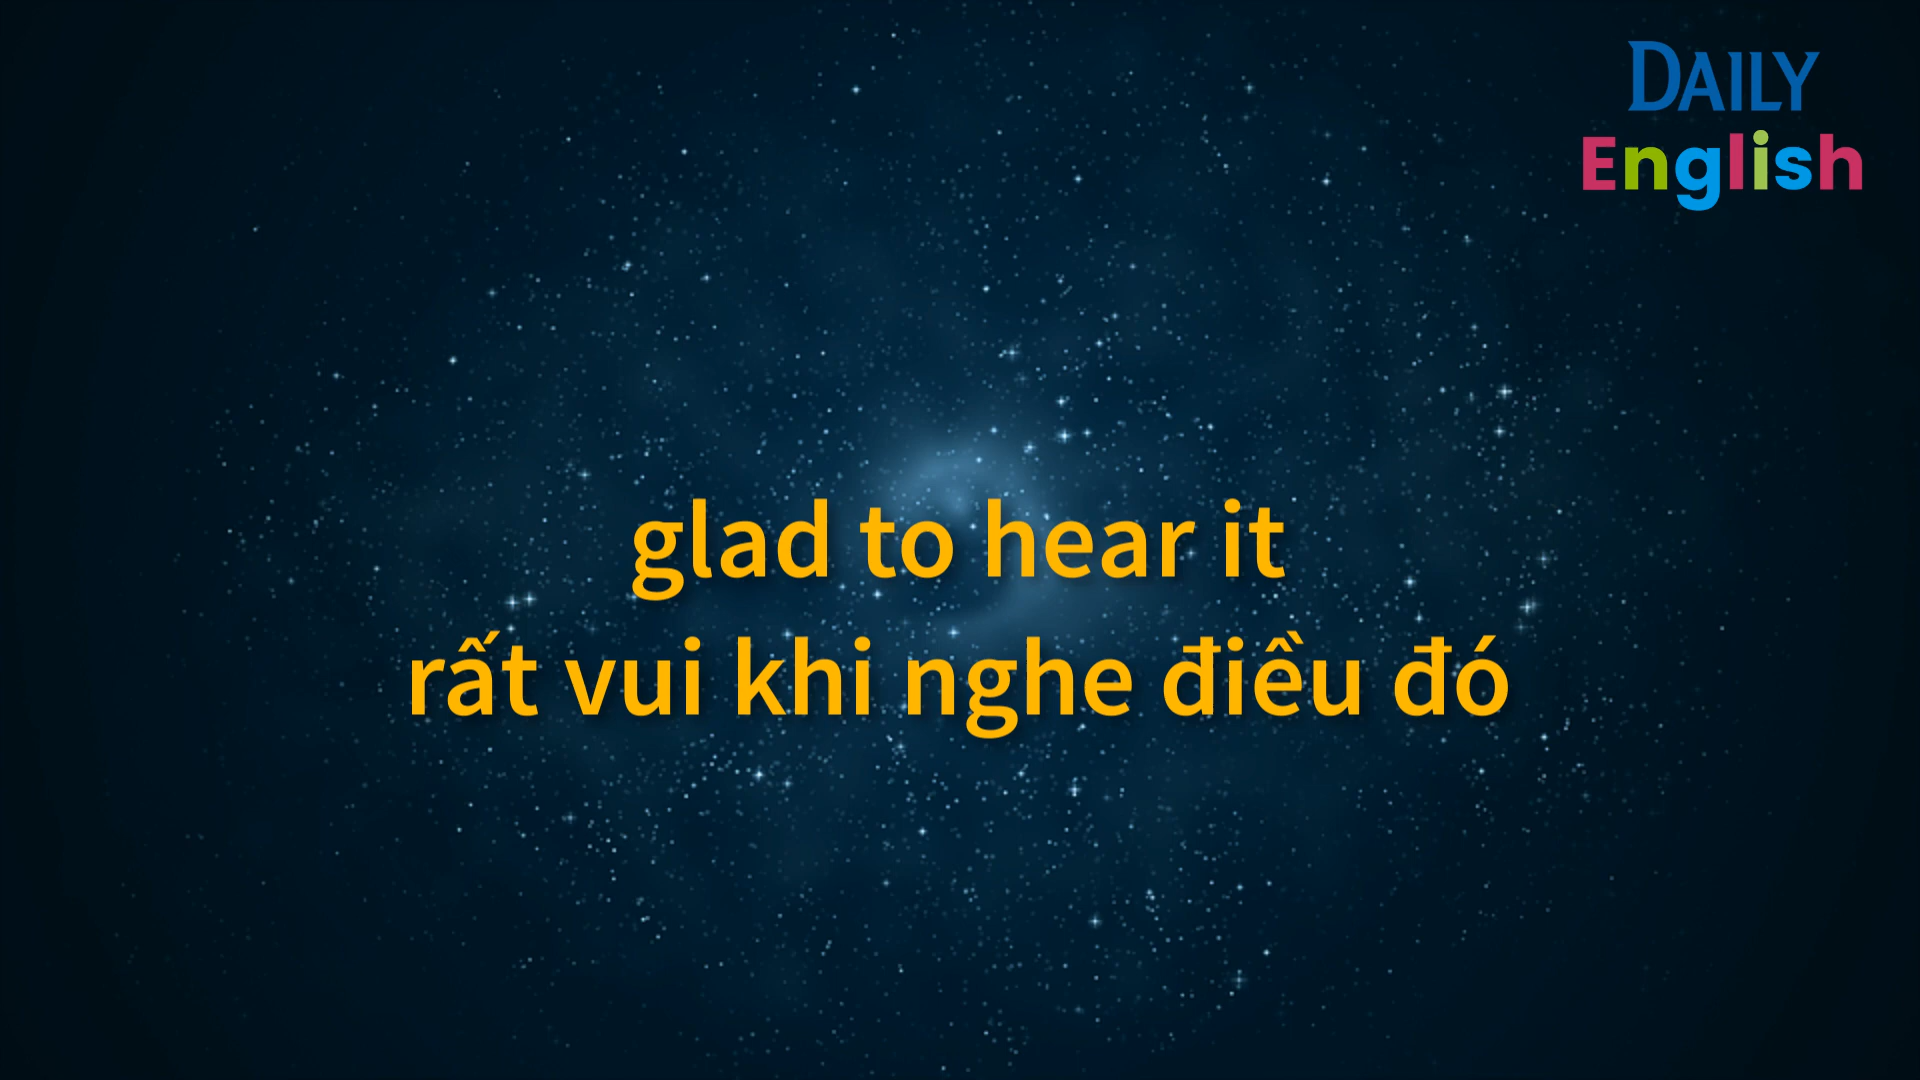 DAILY
English
glad to hear it
rất vui khi nghe điều đó